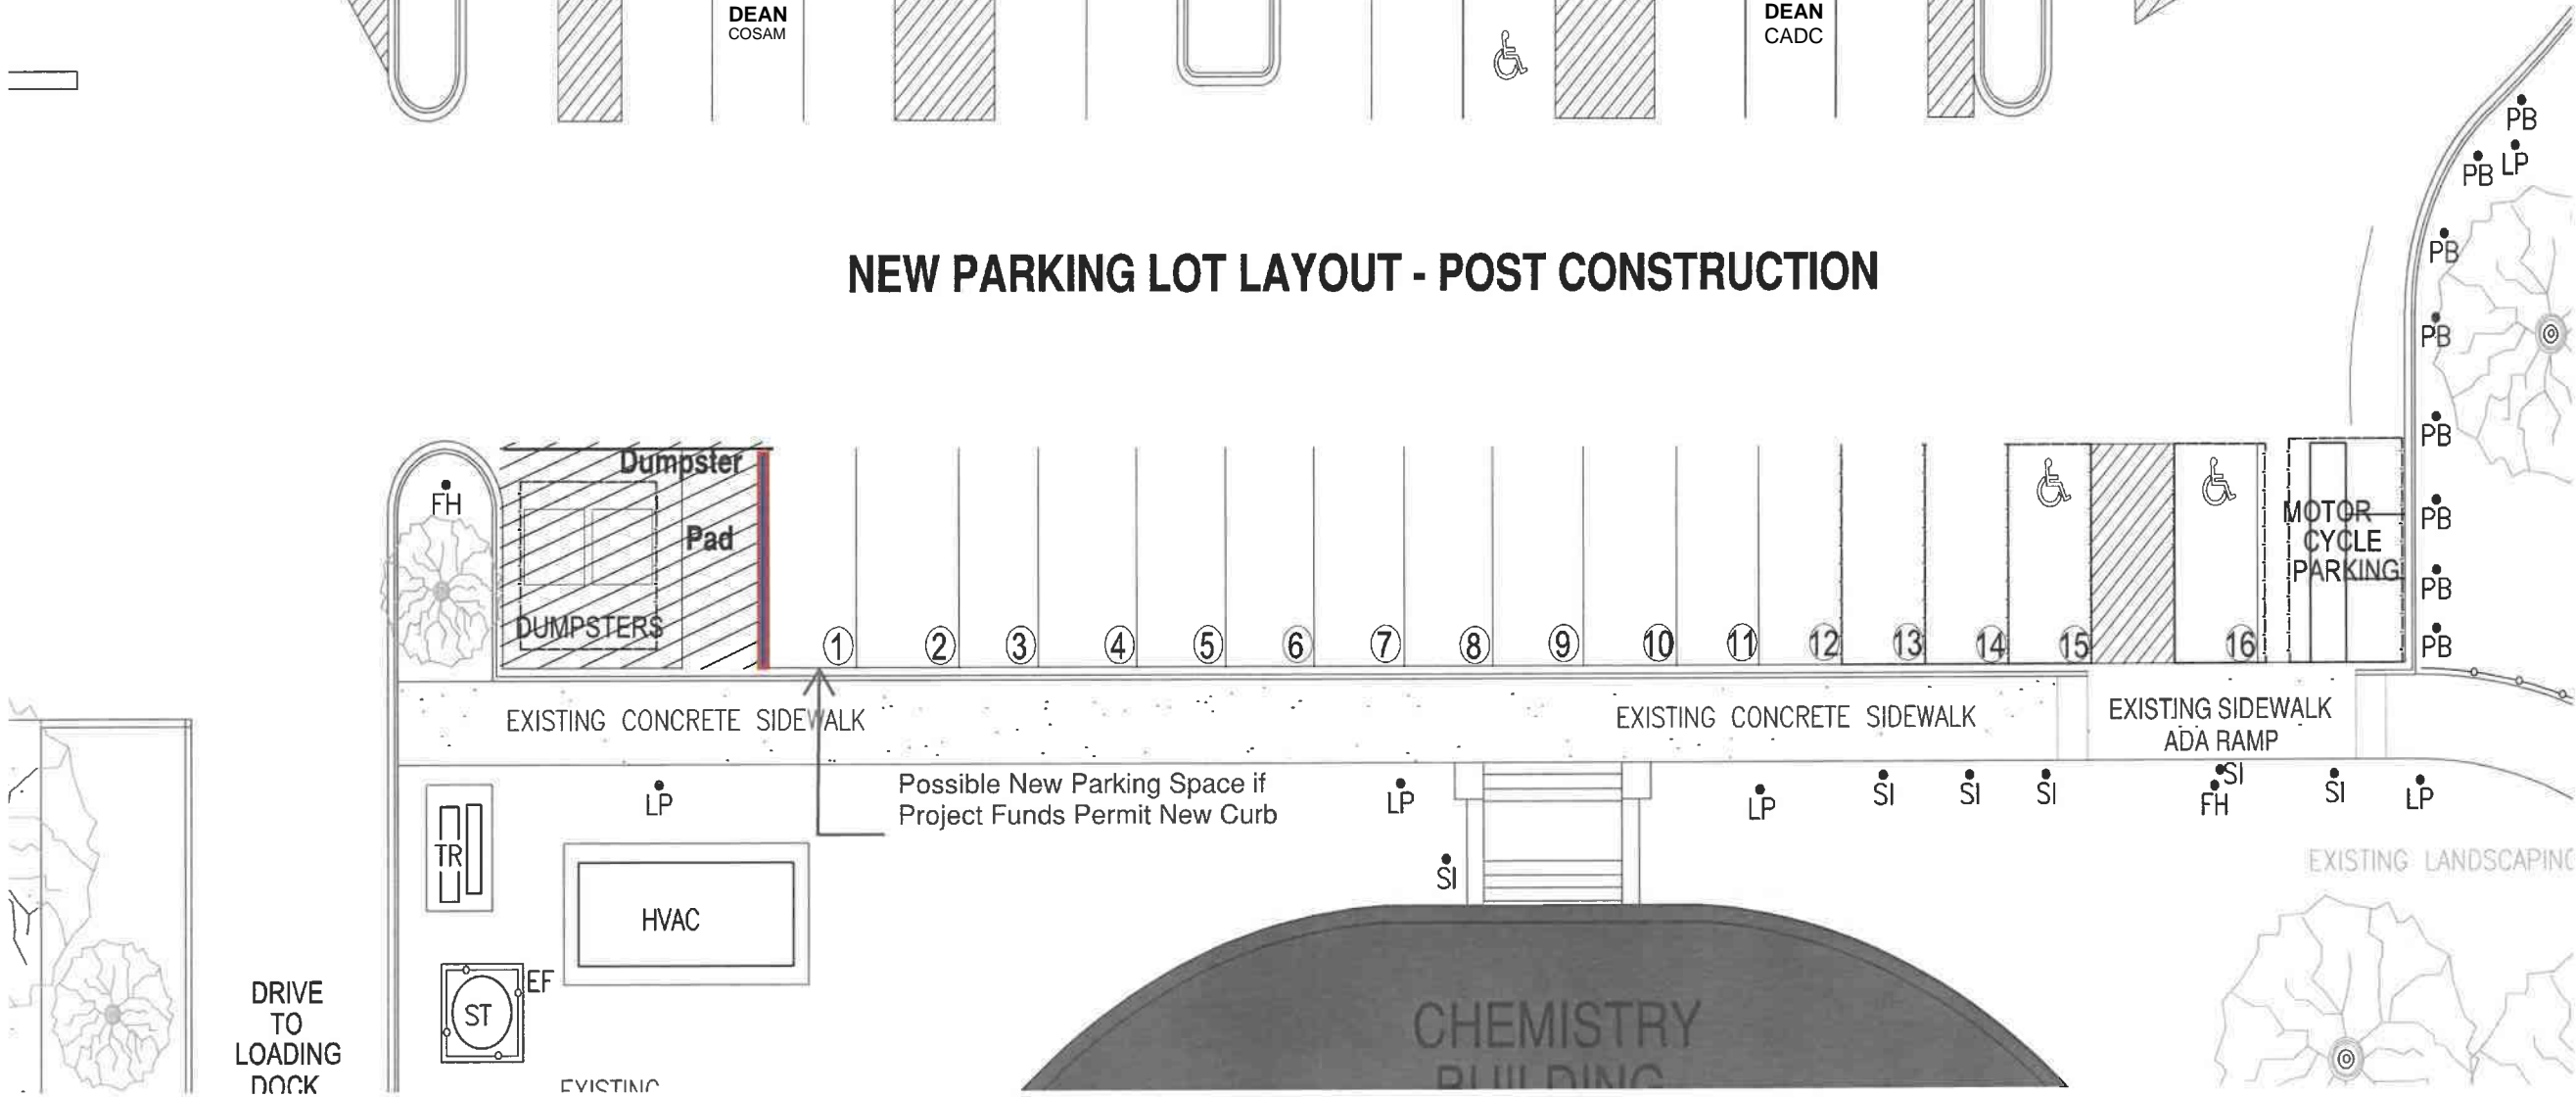 DEAN
COSAM
DEAN
CADC
PB
PB LP
NEW PARKING LOT LAYOUT - POST CONSTRUCTION
PB
PB
PB
Dumpster
FH
Pad
MOTOR
CYCLE
PARKING
PB
PB
DUMPSTERS
1 2 3 4 5 6 7 8 9 10 11 12 13 14 15 16
PB
EXISTING CONCRETE SIDEWALK
EXISTING CONCRETE SIDEWALK
EXISTING SIDEWALK
ADA RAMP
Possible New Parking Space if
Project Funds Permit New Curb
LP
LP
LP
SI
SI
SI
SI
FH
SI
LP
TR
SI
EXISTING LANDSCAPING
HVAC
EF
ST
DRIVE
TO
LOADING
DOCK
EXISTING
CHEMISTRY
BUILDING